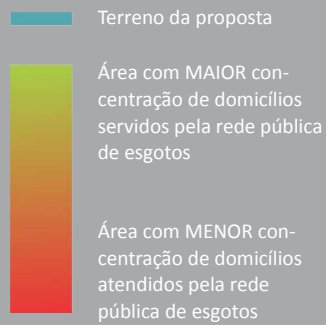 Terreno da proposta
Área com MAIOR con-
centração de domicílios
servidos pela rede pública
de esgotos
Área com MENOR con-
centração de domicílios
atendidos pela rede
pública de esgotos